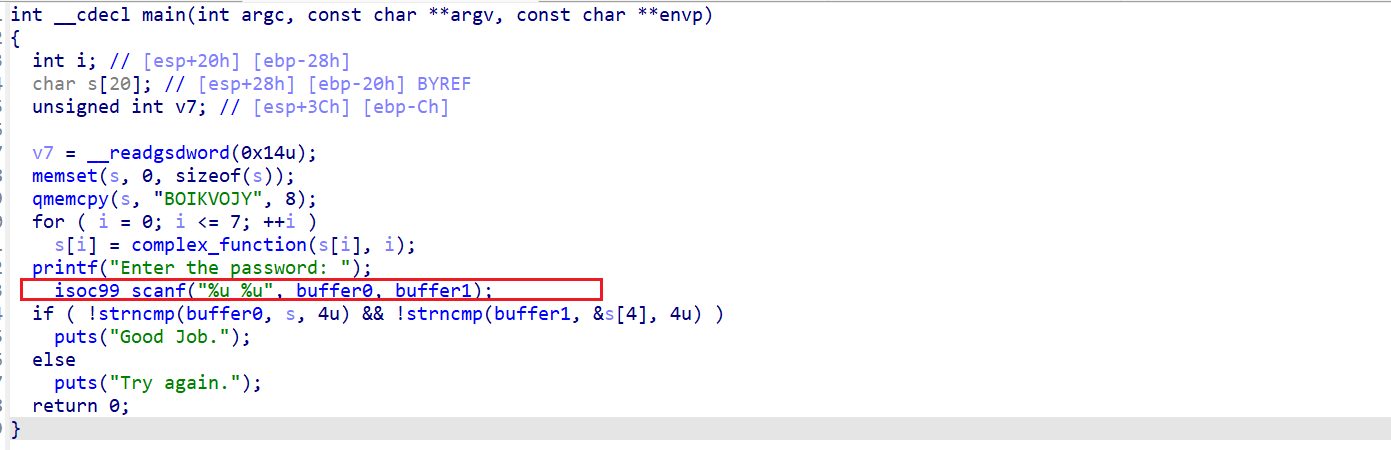 int __cdecl main(int argc, const char **argv, const char **envp)
{
int i; // [esp+20h] [ebp-28h]
char s[20]; // [esp+28h] [ebp-20h] BYREF
unsigned int v7; // [esp+3Ch] [ebp-Ch]
v7 = __readgsdword(0x14u);
memset(s, 0, sizeof(s));
qmemcpy(s, "BOIKVOJY", 8);
for ( i = 0; i <= 7; ++i )
s[i] = complex_function(s[i], i);
printf("Enter the password: ");
isoc99 scanf("%u %u", buffer0, buffer1);
if ( !strncmp(buffer0, s, 4u) && !strncmp(buffer1, &s[4], 4u) )
puts("Good Job.");
else
puts("Try again.");
return 0;
}